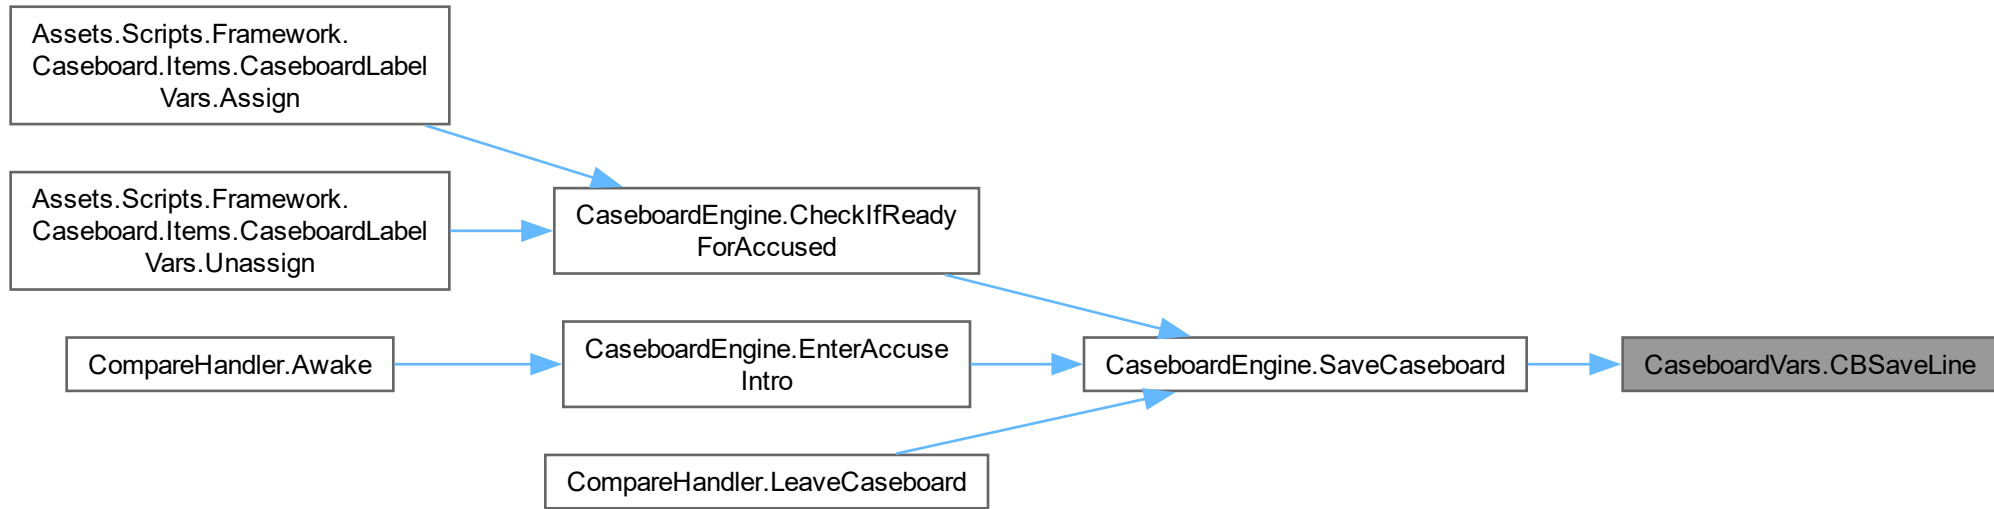 Assets.Scripts.Framework.
Caseboard.Items.CaseboardLabel
Vars.Assign
Assets.Scripts.Framework.
Caseboard.Items.CaseboardLabel
Vars.Unassign
CompareHandler.Awake
CaseboardEngine.CheckIfReady
ForAccused
CaseboardEngine.EnterAccuse
Intro
CompareHandler.LeaveCaseboard
CaseboardEngine.SaveCaseboard
CaseboardVars.CBSaveLine